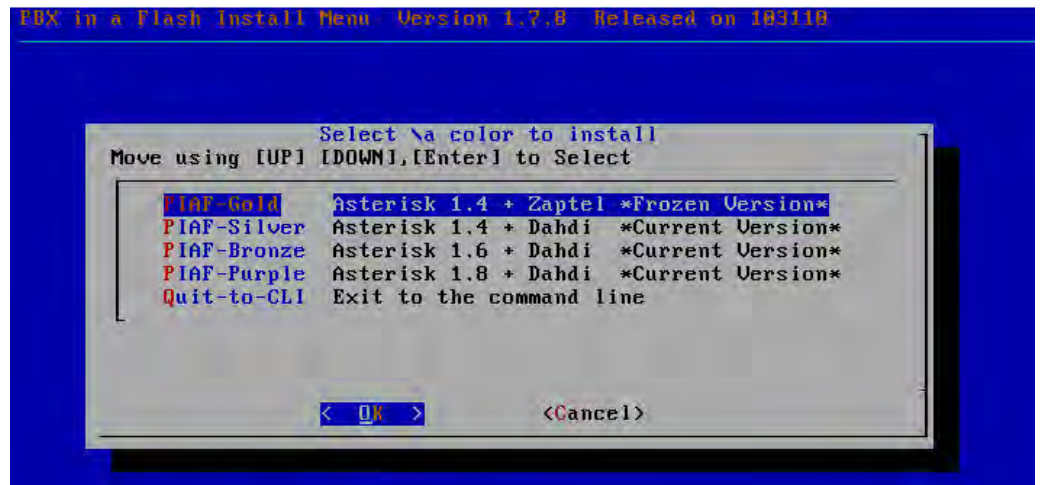 PBX in a Flash Install Menu Version 1.7.8 Released on 103110
Select \a color to install
Move using [UP] [DOWN],[Enter] to Select
PIAF-Gold Asterisk 1.4 + Zaptel *Frozen Version*
PIAF-Silver Asterisk 1.4 + Dahdi *Current Version*
PIAF-Bronze Asterisk 1.6 + Dahdi *Current Version*
PIAF-Purple Asterisk 1.8 + Dahdi *Current Version*
Quit-to-CLI Exit to the command line
< OK > <Cancel>